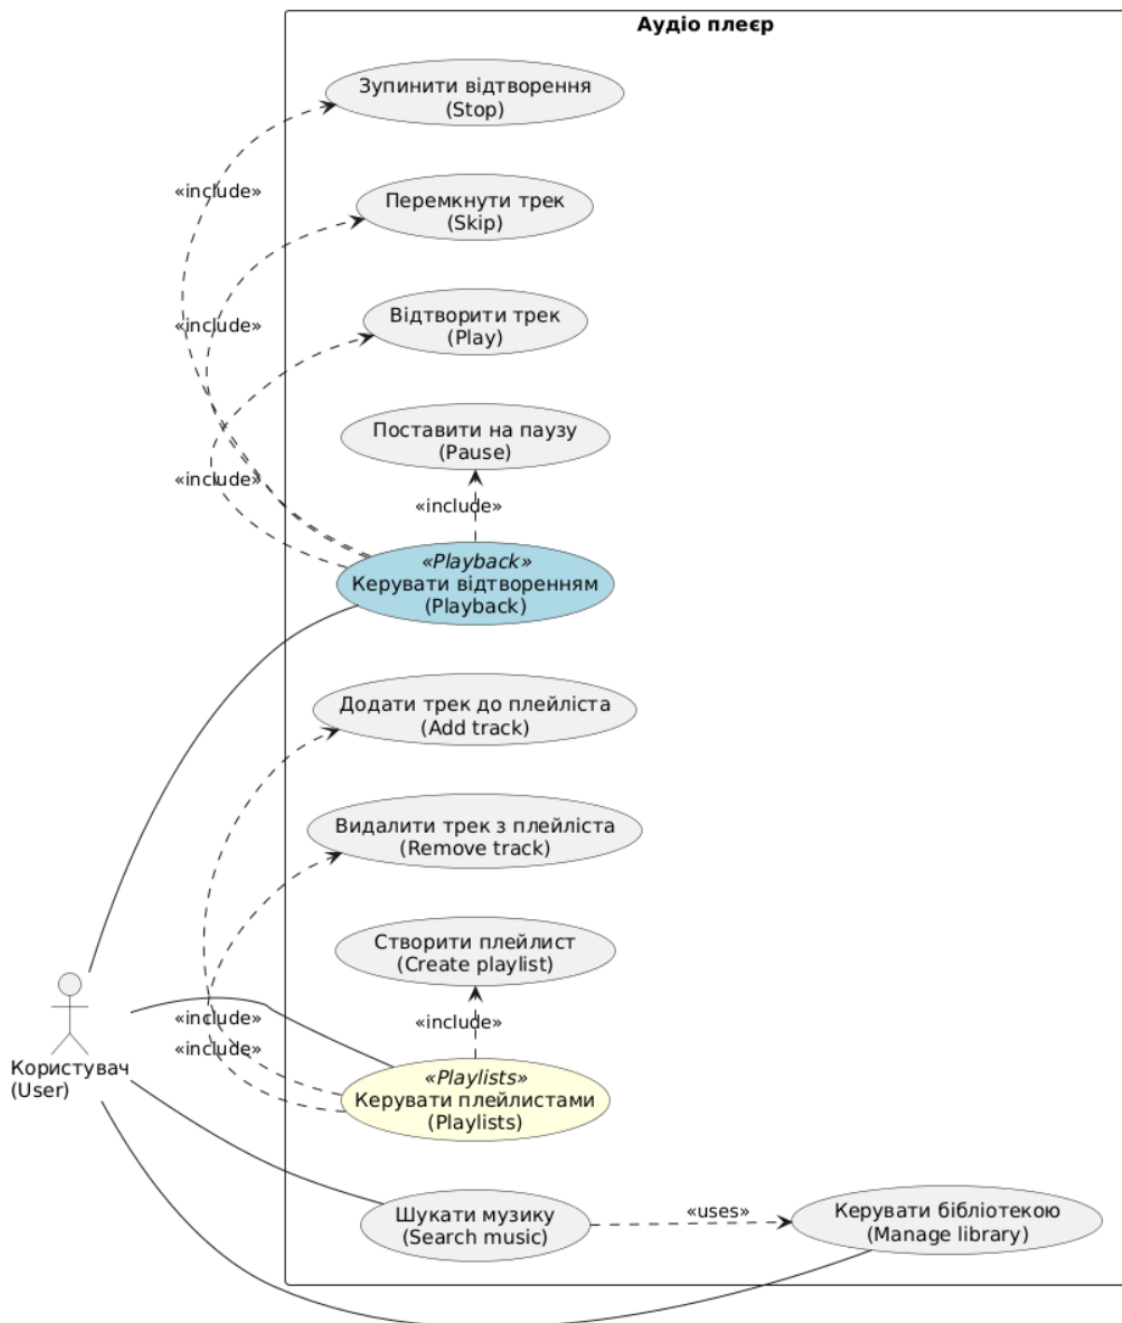 Аудіо плеєр
Зупинити відтворення
(Stop)
«include»
Перемкнути трек
(Skip)
«include»
Відтворити трек
(Play)
Поставити на паузу
(Pause)
«include»
«include»
«Playback»
Керувати відтворенням
(Playback)
Додати трек до плейліста
(Add track)
Видалити трек з плейліста
(Remove track)
Створити плейлист
(Create playlist)
«include»
«include»
«include»
Користувач
(User)
«Playlists»
Керувати плейлистами
(Playlists)
Шукати музику
(Search music)
«uses»
Керувати бібліотекою
(Manage library)